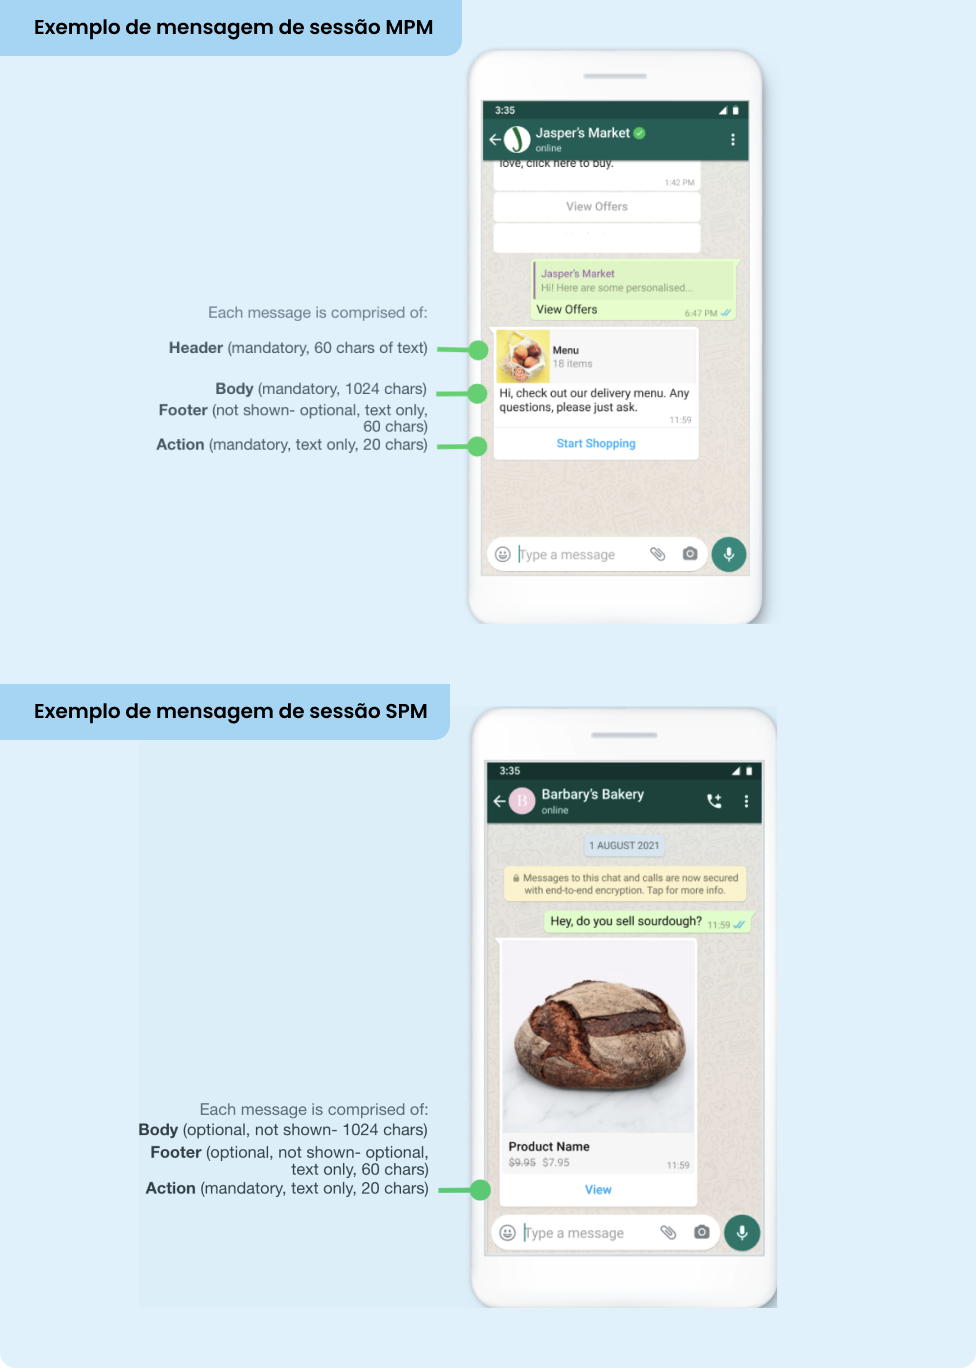 Exemplo de mensagem de sessão MPM
3:35
Jasper's Market
online
love, click here to buy.
1:42 PM
View Offers
Jasper's Market
Hi! Here are some personalised...
View Offers
6:47 PM
Each message is comprised of:
Header (mandatory, 60 chars of text)
Body (mandatory, 1024 chars)
Footer (not shown- optional, text only,
60 chars)
Action (mandatory, text only, 20 chars)
Menu
18 items
Hi, check out our delivery menu. Any
questions, please just ask.
11:59
Start Shopping
Type a message
Exemplo de mensagem de sessão SPM
3:35
B
Barbary's Bakery
online
1 AUGUST 2021
Messages to this chat and calls are now secured
with end-to-end encryption. Tap for more info.
Hey, do you sell sourdough?
11:59
Each message is comprised of:
Body (optional, not shown- 1024 chars)
Footer (optional, not shown- optional,
text only, 60 chars)
Action (mandatory, text only, 20 chars)
Product Name
$9.95 $7.95
11:59
View
Type a message